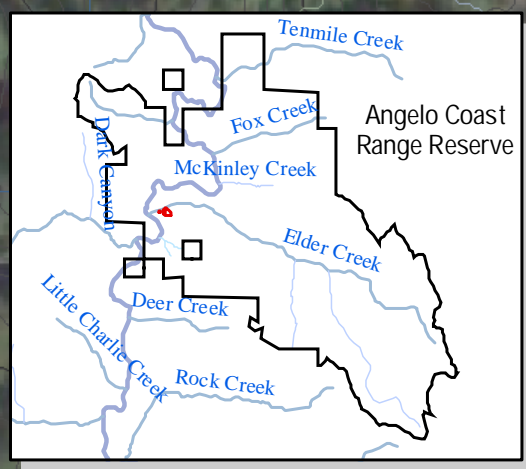 Tenmile Creek
Angelo Coast
Range Reserve
Fox Creek
McKinley Creek
Dark Canyon
Elder Creek
Deer Creek
Little Charlie Creek
Rock Creek